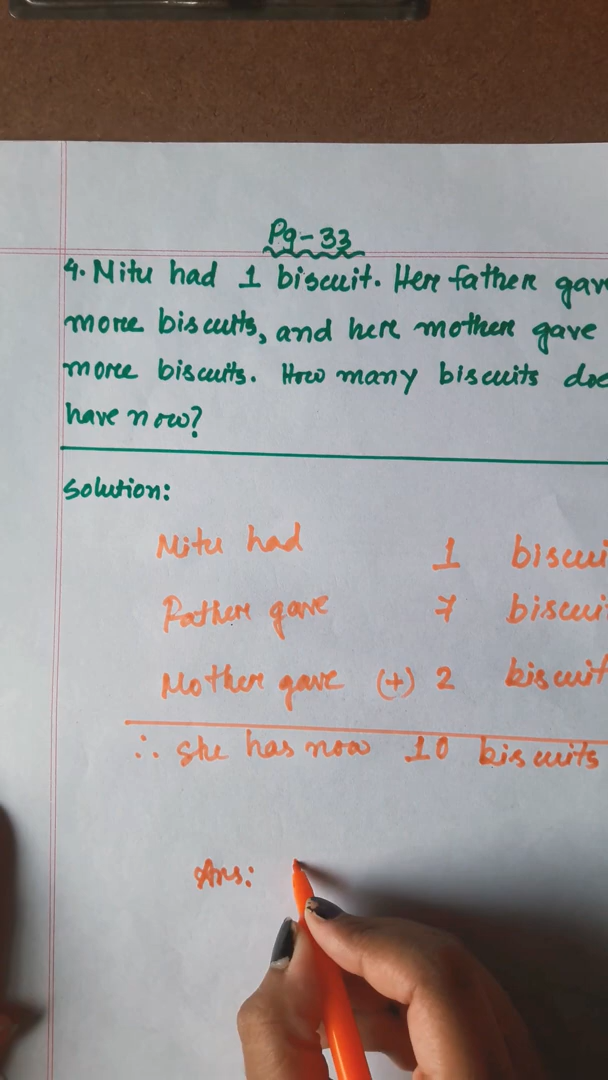 Pg-33
4. Nitu had 1 biscuit. Her father gave
more biscuits, and her mother gave
more biscuits. How many biscuits doe
have now?
Solution:
Nitu had 1 biscui
Father gave 7 biscui
Mother gave (+) 2 biscuit
∴ She has now 10 biscuits
Ans: